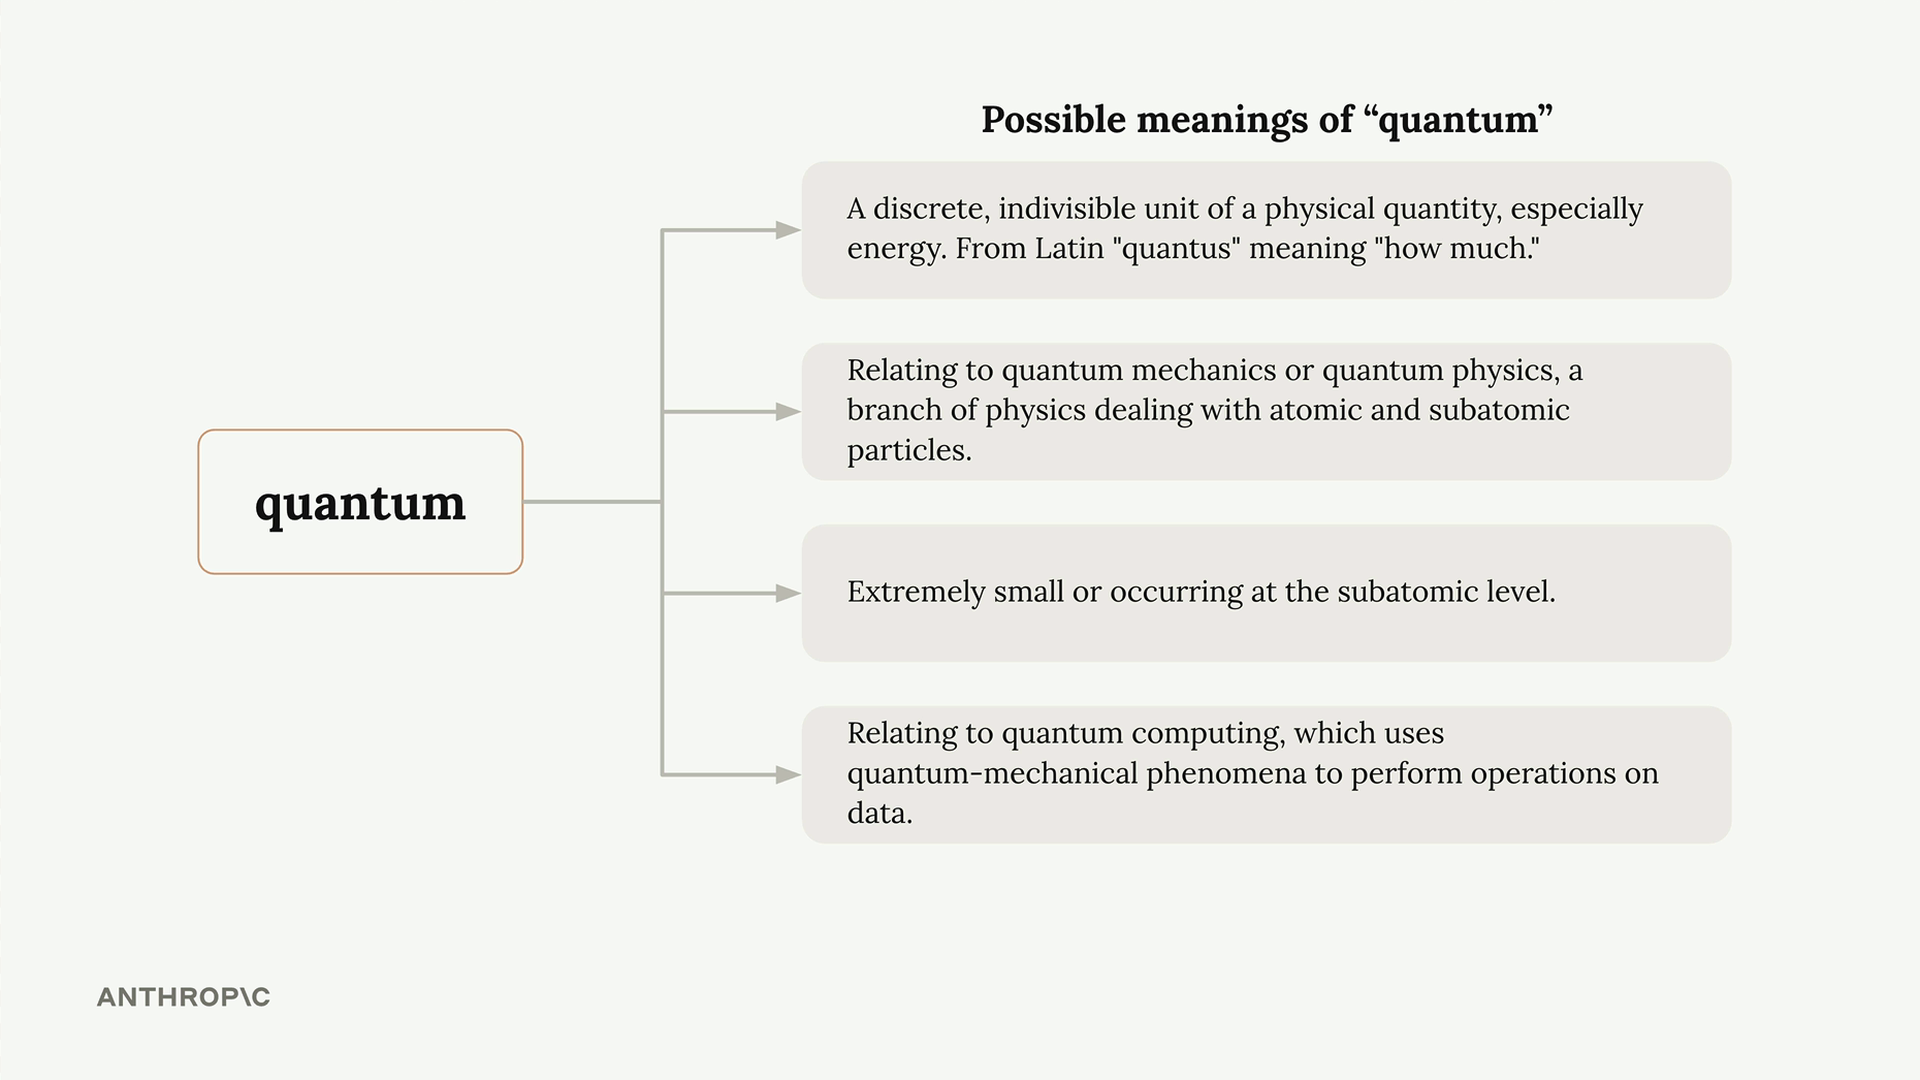 Possible meanings of “quantum”
A discrete, indivisible unit of a physical quantity, especially
energy. From Latin "quantus" meaning "how much."
Relating to quantum mechanics or quantum physics, a
branch of physics dealing with atomic and subatomic
particles.
quantum
Extremely small or occurring at the subatomic level.
Relating to quantum computing, which uses
quantum-mechanical phenomena to perform operations on
data.
ANTHROP\C